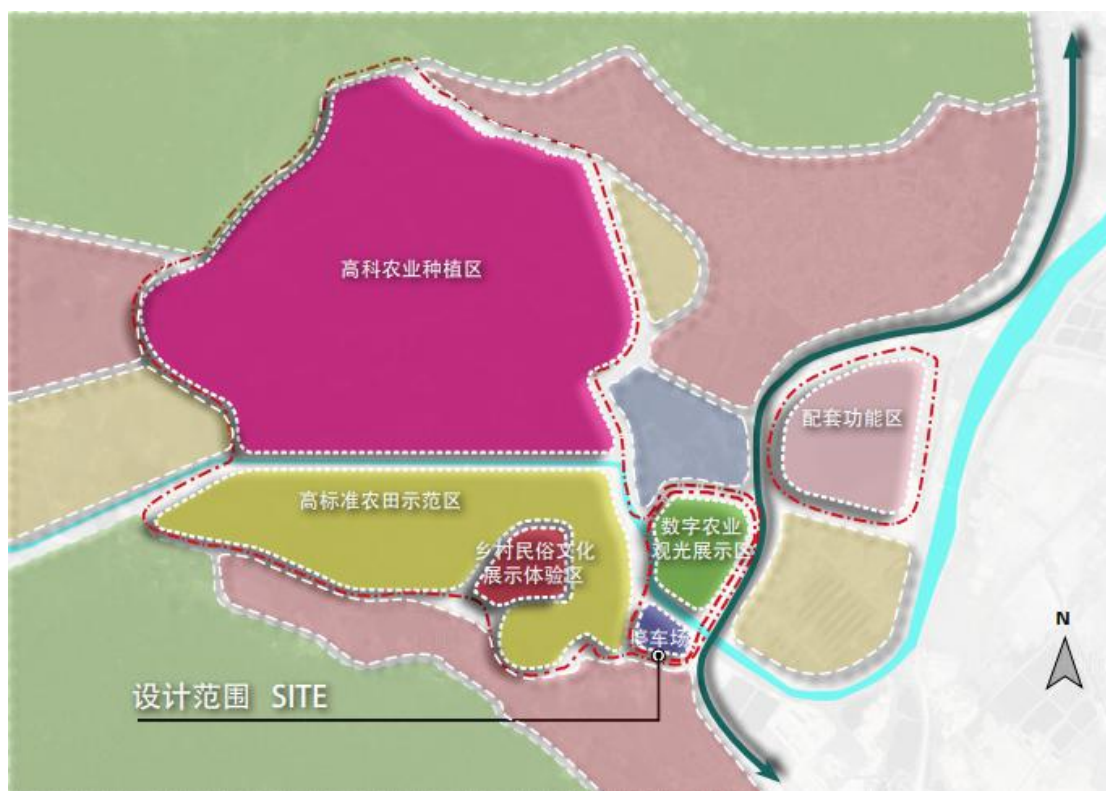 高科农业种植区
配套功能区
高标准农田示范区
数字农业
观光展示区
乡村民俗文化
展示体验区
停车场
N
设计范围 SITE